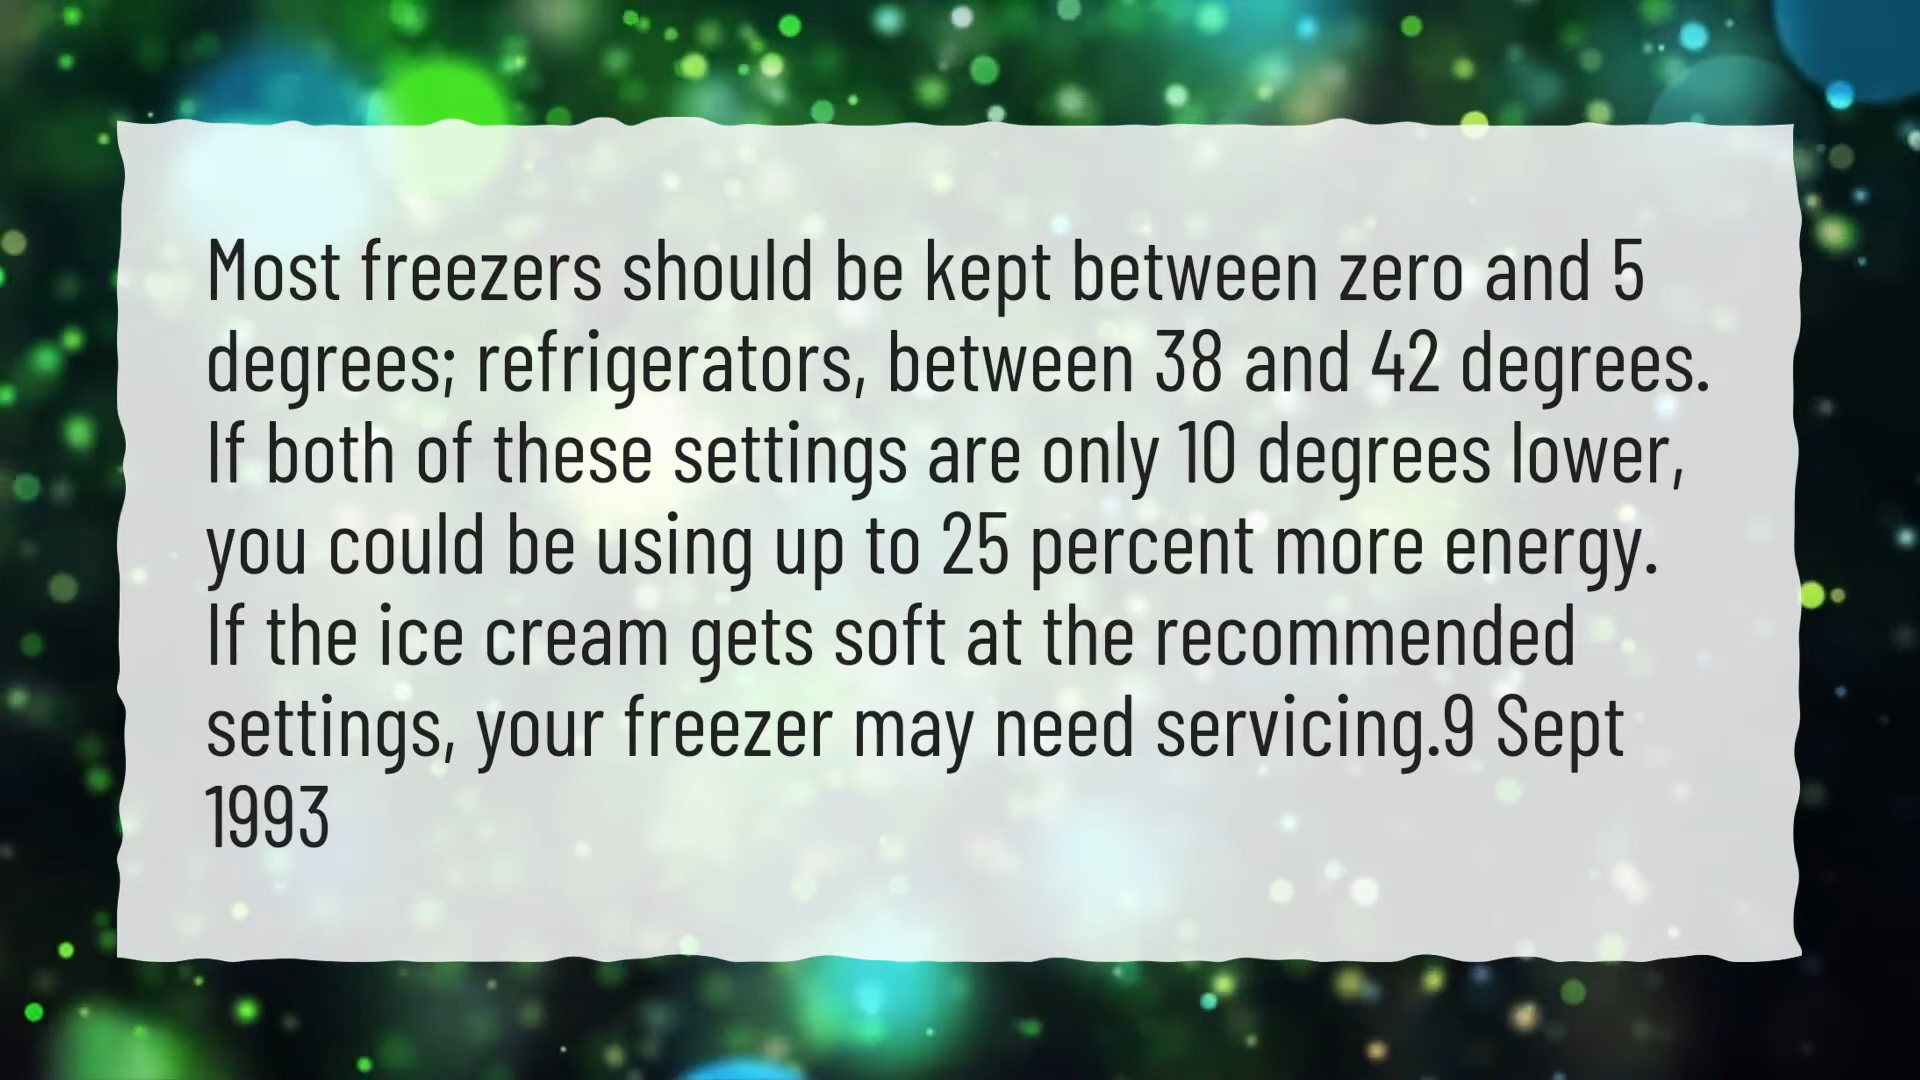 Most freezers should be kept between zero and 5
degrees; refrigerators, between 38 and 42 degrees.
If both of these settings are only 10 degrees lower,
you could be using up to 25 percent more energy.
If the ice cream gets soft at the recommended
settings, your freezer may need servicing.9 Sept
1993